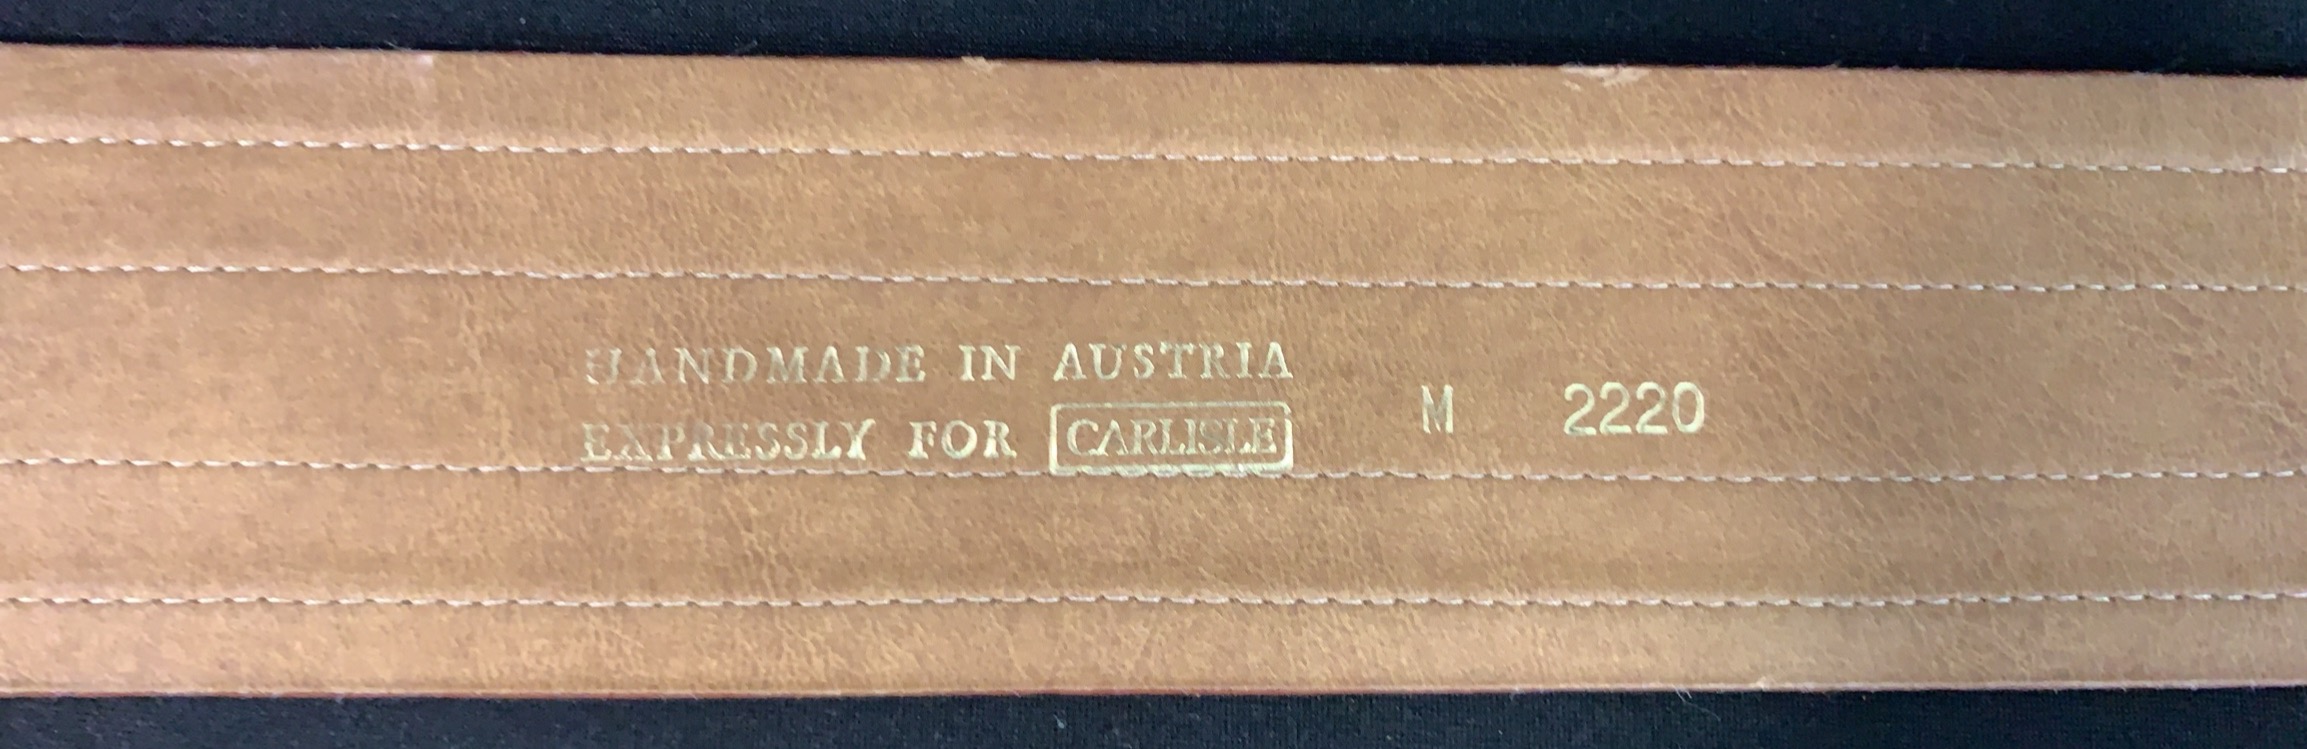 HANDMADE IN AUSTRIA
EXPRESSLY FOR CARLISLE
M 2220